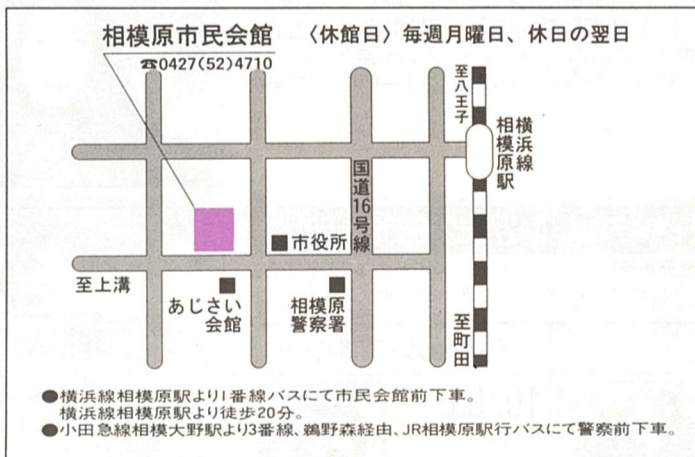 相模原市民会館 〈休館日〉毎週月曜日、休日の翌日
☎0427(52)4710
至八王子
横浜線
相模原駅
国道16号線
市役所
至上溝
あじさい
会館
相模原
警察署
至町田
●横浜線相模原駅より1番線バスにて市民会館前下車。
横浜線相模原駅より徒歩20分。
●小田急線相模大野駅より3番線、鵜野森経由、JR相模原駅行バスにて警察前下車。